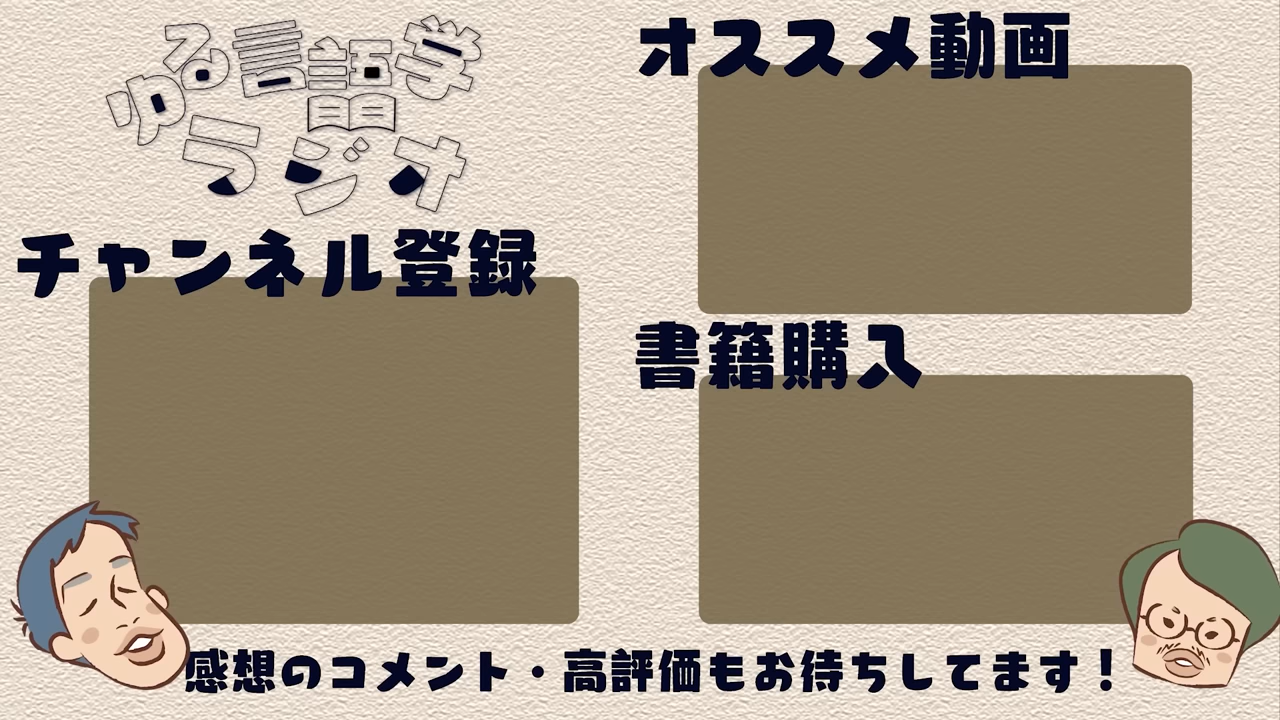 ゆる言語学
ラジオ
チャンネル登録
オススメ動画
書籍購入
感想のコメント・高評価もお待ちしてます！